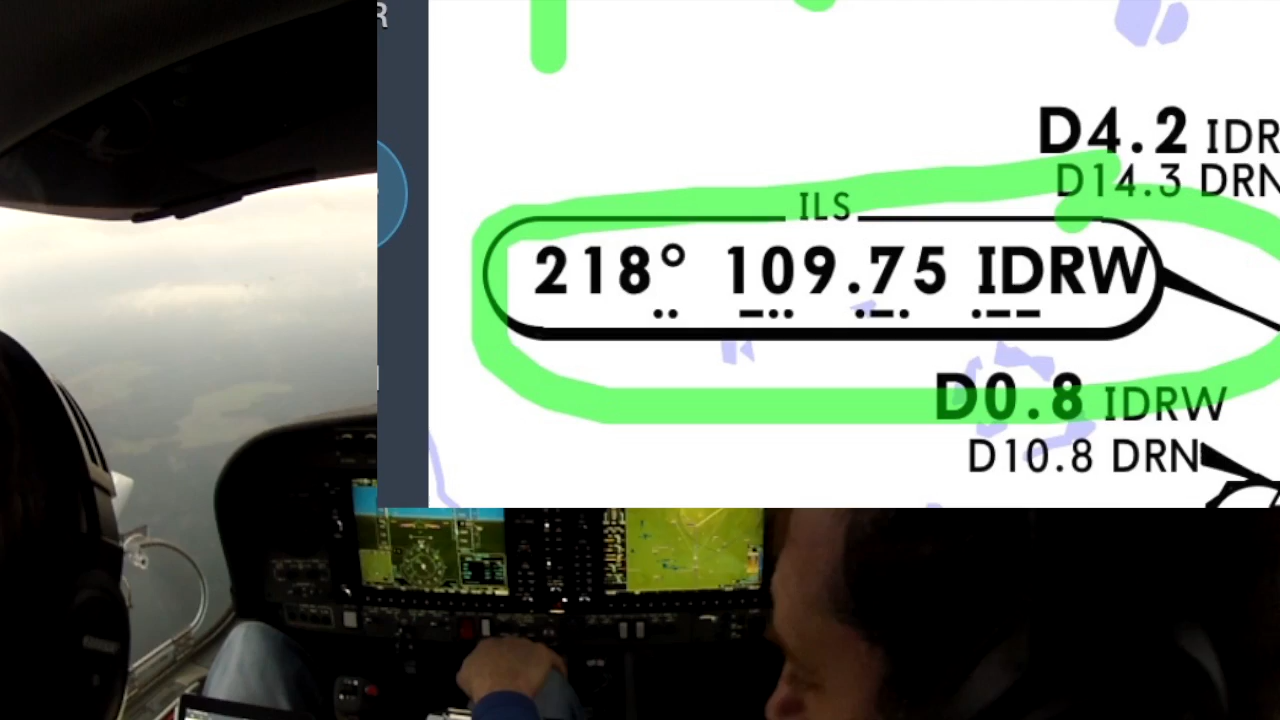 R
D4.2 IDR
D14.3 DRN
ILS
218° 109.75 IDRW
D0.8 IDRW
D10.8 DRN